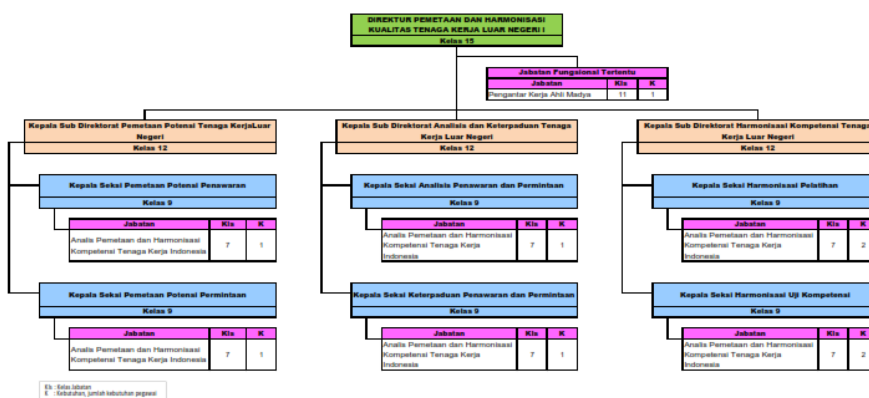 DIREKTUR PEMETAAN DAN HARMONISASI
KUALITAS TENAGA KERJA LUAR NEGERI I
Kelas 15
Jabatan Fungsional Tertentu
Jabatan Kls K
Pengantar Kerja Ahli Madya 11 1
Kepala Sub Direktorat Pemetaan Potensi Tenaga KerjaLuar
Negeri
Kelas 12
Kepala Seksi Pemetaan Potensi Penawaran
Kelas 9
Jabatan Kls K
Analis Pemetaan dan Harmonisasi
Kompetensi Tenaga Kerja Indonesia 7 1
Kepala Seksi Pemetaan Potensi Permintaan
Kelas 9
Jabatan Kls K
Analis Pemetaan dan Harmonisasi
Kompetensi Tenaga Kerja Indonesia 7 1
Kepala Sub Direktorat Analisis dan Keterpaduan Tenaga
Kerja Luar Negeri
Kelas 12
Kepala Seksi Analisis Penawaran dan Permintaan
Kelas 9
Jabatan Kls K
Analis Pemetaan dan Harmonisasi
Kompetensi Tenaga Kerja 7 1
Indonesia
Kepala Seksi Keterpaduan Penawaran dan Permintaan
Kelas 9
Jabatan Kls K
Analis Pemetaan dan Harmonisasi
Kompetensi Tenaga Kerja 7 1
Indonesia
Kepala Sub Direktorat Harmonisasi Kompetensi Tenaga
Kerja Luar Negeri
Kelas 12
Kepala Seksi Harmonisasi Pelatihan
Kelas 9
Jabatan Kls K
Analis Pemetaan dan Harmonisasi
Kompetensi Tenaga Kerja 7 2
Indonesia
Kepala Seksi Harmonisasi Uji Kompetensi
Kelas 9
Jabatan Kls K
Analis Pemetaan dan Harmonisasi
Kompetensi Tenaga Kerja 7 2
Indonesia
Kls : Kelas Jabatan
K : Kebutuhan, jumlah kebutuhan pegawai